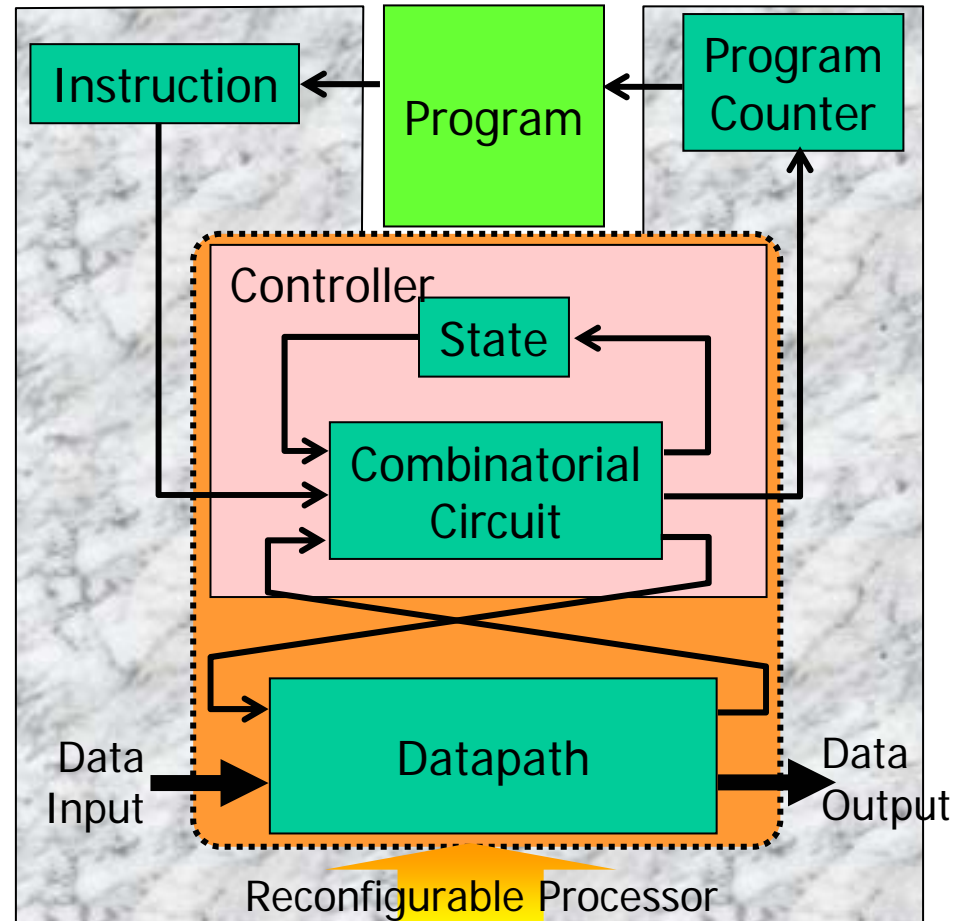 Instruction
Program
Program
Counter
Controller
State
Combinatorial
Circuit
Datapath
Data
Input
Data
Output
Reconfigurable Processor